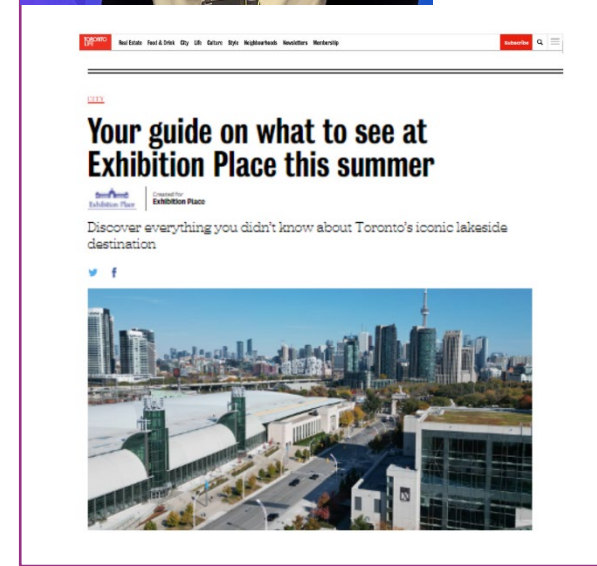 TORONTO
LIFE
Real Estate Food & Drink City Life Culture Style Neighbourhoods Newsletters Membership
Subscribe
CITY
Your guide on what to see at
Exhibition Place this summer
Exhibition Place
Created For
Exhibition Place
Discover everything you didn't know about Toronto's iconic lakeside
destination